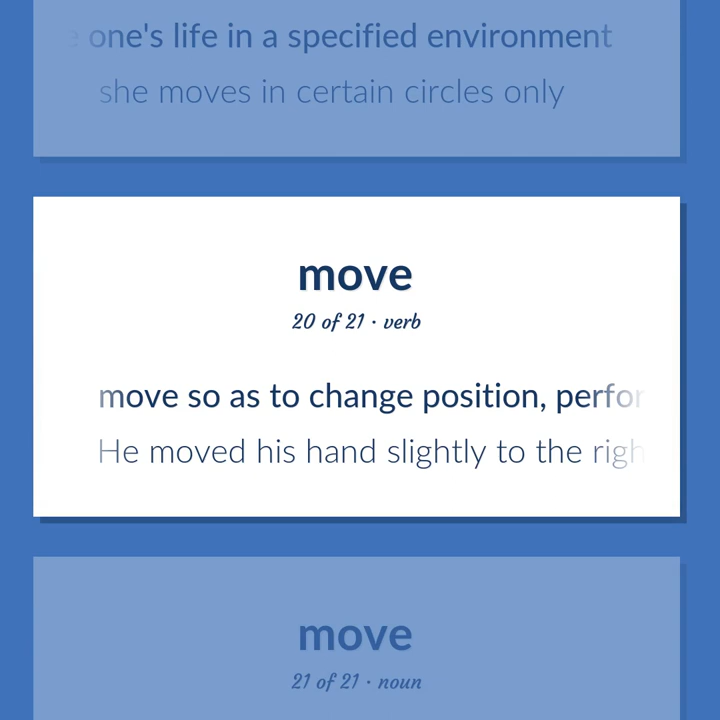 one's life in a specified environment
she moves in certain circles only
move
20 of 21 · verb
move so as to change position, perfor
He moved his hand slightly to the righ
move
21 of 21 · noun